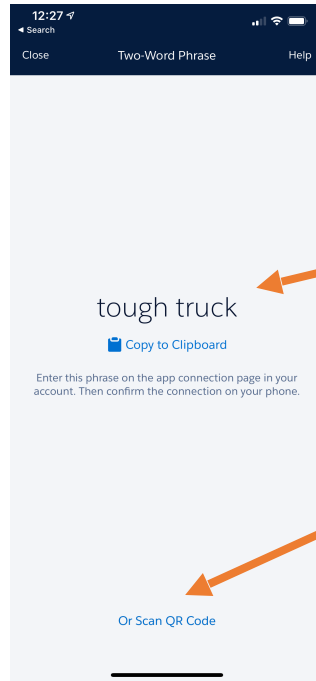 12:27
◀ Search
Close Two-Word Phrase Help
tough truck
Copy to Clipboard
Enter this phrase on the app connection page in your
account. Then confirm the connection on your phone.
Or Scan QR Code